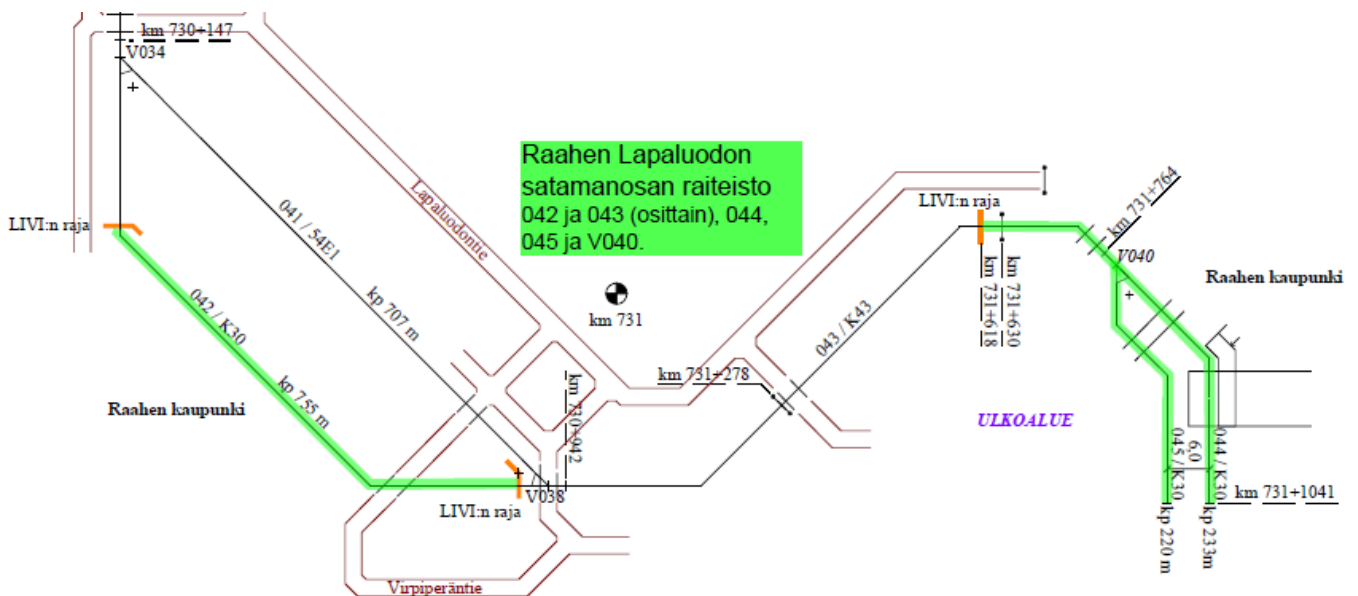 km 730+147
V034
LIVI:n raja
041 / 54E1
kp 707 m
Lapaluodontie
042 / K30
kp 755 m
Raahen kaupunki
Raahen Lapaluodon
satamanosan raiteisto
042 ja 043 (osittain), 044,
045 ja V040.
km 731
km 731+278
km 730+942
V038
LIVI:n raja
Virpiperäntie
043 / K43
LIVI:n raja
km 731+618
km 731+630
km 731+764
V040
Raahen kaupunki
ULKOALUE
045 / K30
6.0
044 / K30
km 731+1041
kp 220 m
kp 233m